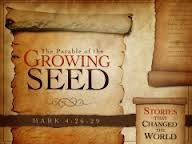 The Parable of the
GROWING
SEED
MARK 4:26-29
STORIES
THAT
CHANGED
THE
WORLD